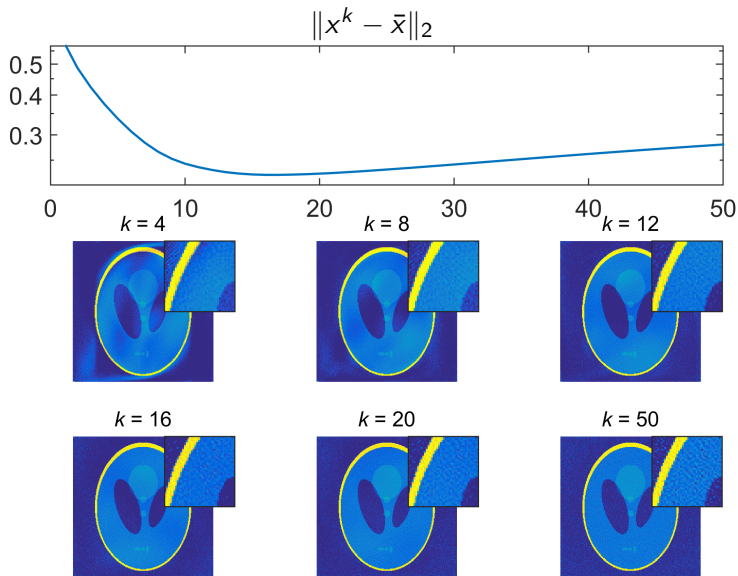 ‖x^k − x̄‖₂
0.5
0.4
0.3
0 10 20 30 40 50
k = 4 k = 8 k = 12
k = 16 k = 20 k = 50